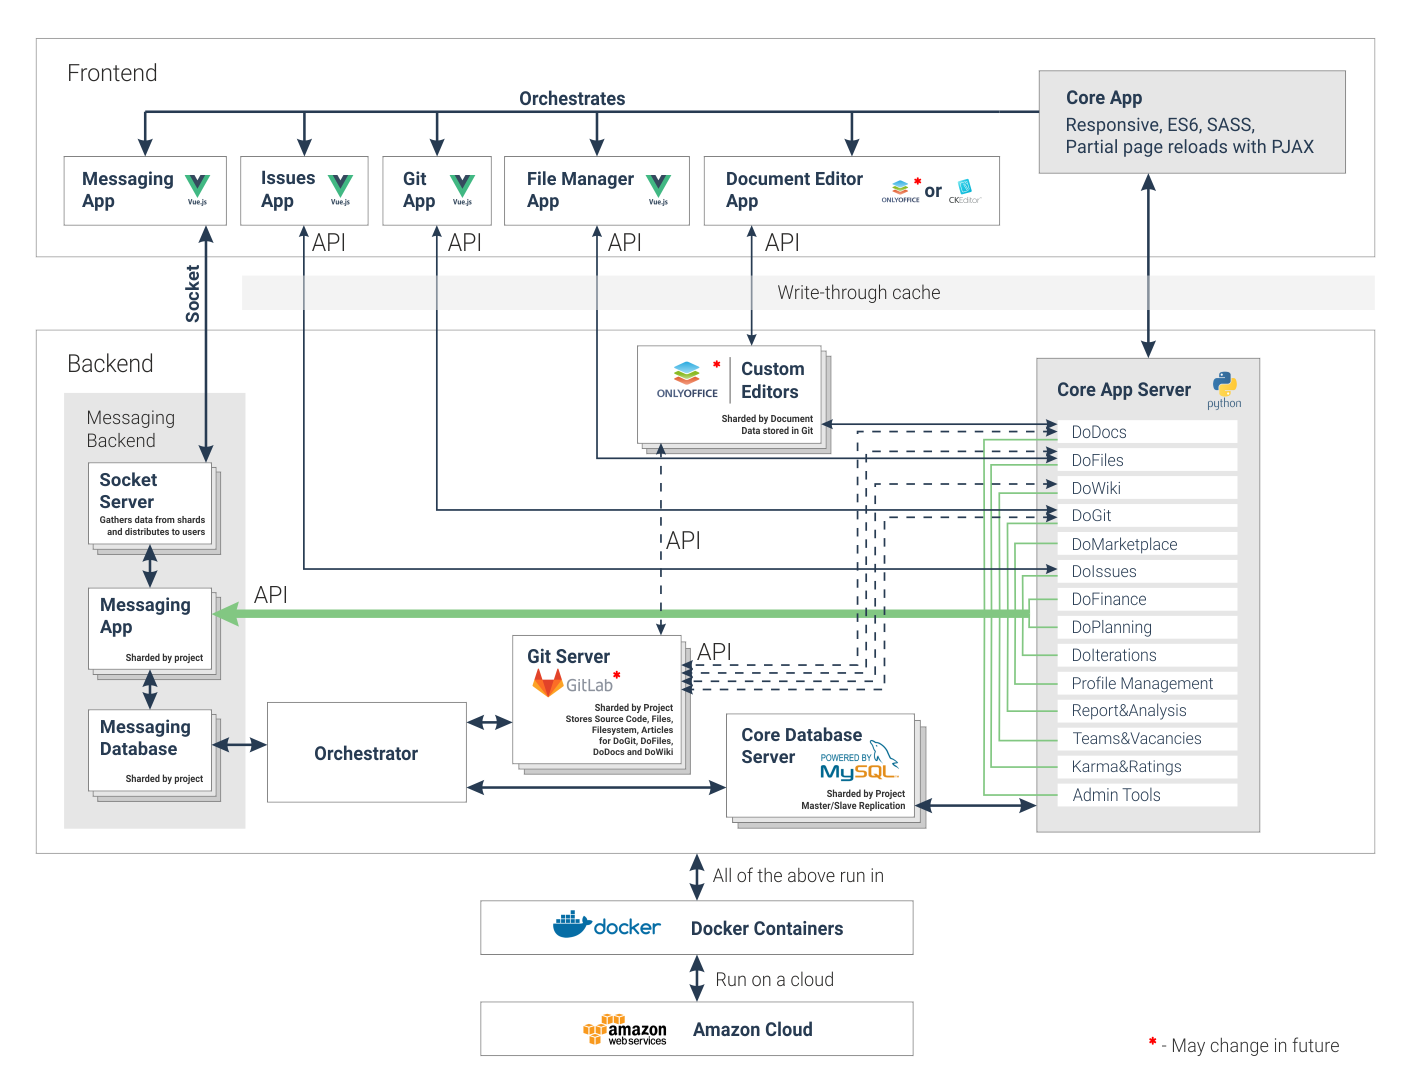 Frontend
Orchestrates
Core App
Responsive, ES6, SASS,
Partial page reloads with PJAX
Messaging
App
Vue.js
Issues
App
Vue.js
Git
App
Vue.js
File Manager
App
Vue.js
Document Editor
App
ONLYOFFICE
*
or
CKEditor
API
API
API
API
Socket
Write-through cache
Backend
Messaging
Backend
Socket
Server
Gathers data from shards
and distributes to users
Messaging
App
Sharded by project
Messaging
Database
Sharded by project
API
ONLYOFFICE
*
Custom
Editors
Sharded by Document
Data stored in Git
API
Git Server
GitLab
*
Sharded by Project
Stores Source Code, Files,
Filesystem, Articles
for DoGit, DoFiles,
DoDocs and DoWiki
API
Orchestrator
Core Database
Server
POWERED BY
MySQL
Sharded by Project
Master/Slave Replication
Core App Server
python
DoDocs
DoFiles
DoWiki
DoGit
DoMarketplace
DoIssues
DoFinance
DoPlanning
DoIterations
Profile Management
Report&Analysis
Teams&Vacancies
Karma&Ratings
Admin Tools
All of the above run in
docker
Docker Containers
Run on a cloud
amazon
webservices
Amazon Cloud
* - May change in future